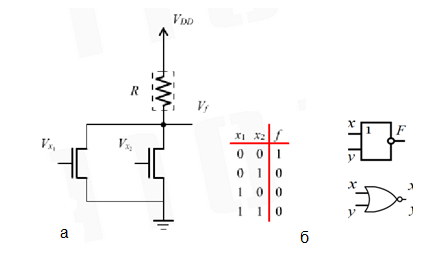 V_DD
R
V_f
V_x₁
V_x₂
x₁ x₂ f
0 0 1
0 1 0
1 0 0
1 1 0
x 1 F
y
x
y
а
б